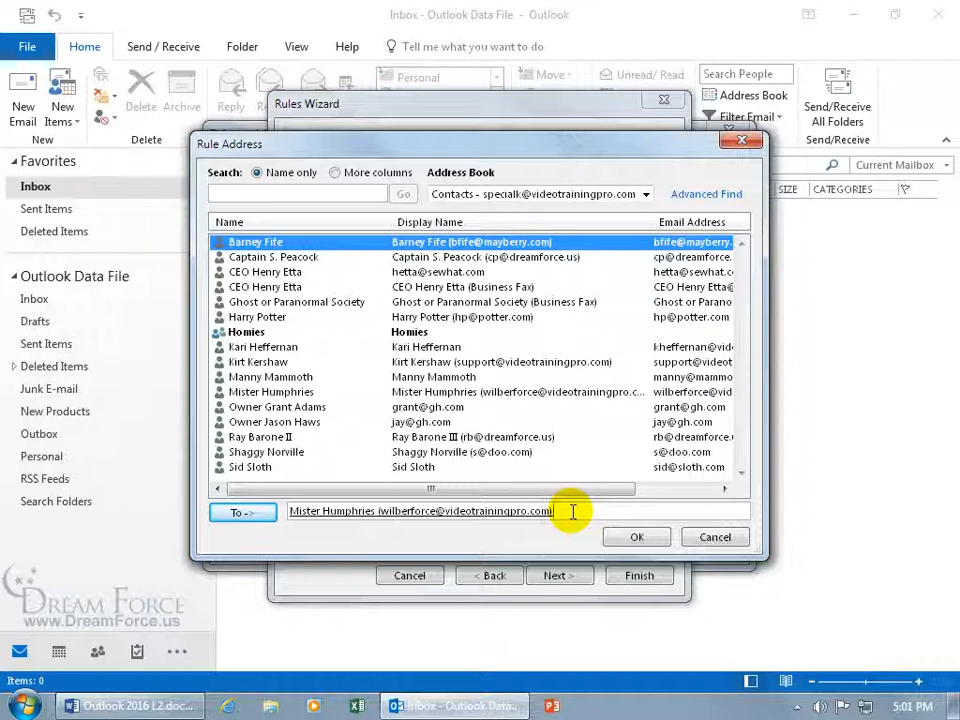 Inbox - Outlook Data File - Outlook
File Home Send / Receive Folder View Help Tell me what you want to do
New Email
New Items
Delete
Archive
Reply
Personal
Move
Unread/ Read
Search People
Address Book
Filter Email
Send/Receive All Folders
New
Delete
Send/Receive
Rules Wizard
Favorites
Inbox
Sent Items
Deleted Items
Outlook Data File
Inbox
Drafts
Sent Items
Deleted Items
Junk E-mail
New Products
Outbox
Personal
RSS Feeds
Search Folders
Current Mailbox
SIZE CATEGORIES
Rule Address
Search: Name only More columns Address Book
Go Contacts - specialk@videotrainingpro.com Advanced Find
Name Display Name Email Address
Barney Fife Barney Fife (bfife@mayberry.com) bfife@mayberry.
Captain S. Peacock Captain S. Peacock (cp@dreamforce.us) cp@dreamforce.
CEO Henry Etta hetta@sewhat.com hetta@sewhat.c
CEO Henry Etta CEO Henry Etta (Business Fax) CEO Henry Etta@
Ghost or Paranormal Society Ghost or Paranormal Society (Business Fax) Ghost or Parano
Harry Potter Harry Potter (hp@potter.com) hp@potter.com
Homies Homies
Kari Heffernan Kari Heffernan kheffernan@vid
Kirt Kershaw Kirt Kershaw (support@videotrainingpro.com) support@videot
Manny Mammoth Manny Mammoth manny@mammo
Mister Humphries Mister Humphries (wilberforce@videotrainingpro.c... wilberforce@vid
Owner Grant Adams grant@gh.com grant@gh.com
Owner Jason Haws jay@gh.com jay@gh.com
Ray Barone II Ray Barone III (rb@dreamforce.us) rb@dreamforce.
Shaggy Norville Shaggy Norville (s@doo.com) s@doo.com
Sid Sloth Sid Sloth sid@sloth.com
To -> Mister Humphries (wilberforce@videotrainingpro.com)
OK Cancel
Cancel < Back Next > Finish
DREAM FORCE
www.DreamForce.us
Items: 0
Outlook 2016 L2.doc...
Inbox - Outlook Data...
5:01 PM